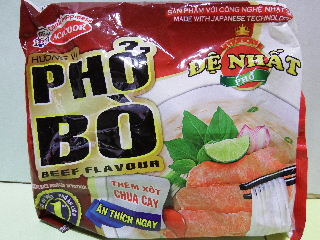 ACECOOK
SẢN PHẨM VỚI CÔNG NGHỆ NHẬT
MADE WITH JAPANESE TECHNOLOGY
HƯƠNG VỊ
PHỞ
BÒ
BEEF FLAVOUR
ĐỆ NHẤT
PHỞ
THÊM XỐT
CHUA CAY
ĂN THÍCH NGAY